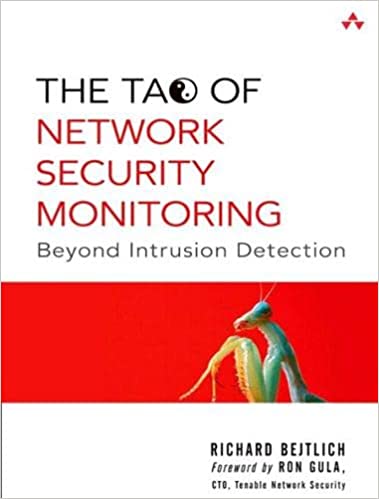 THE TAO OF
NETWORK
SECURITY
MONITORING
Beyond Intrusion Detection
RICHARD BEJTLICH
Foreword by RON GULA,
CTO, Tenable Network Security